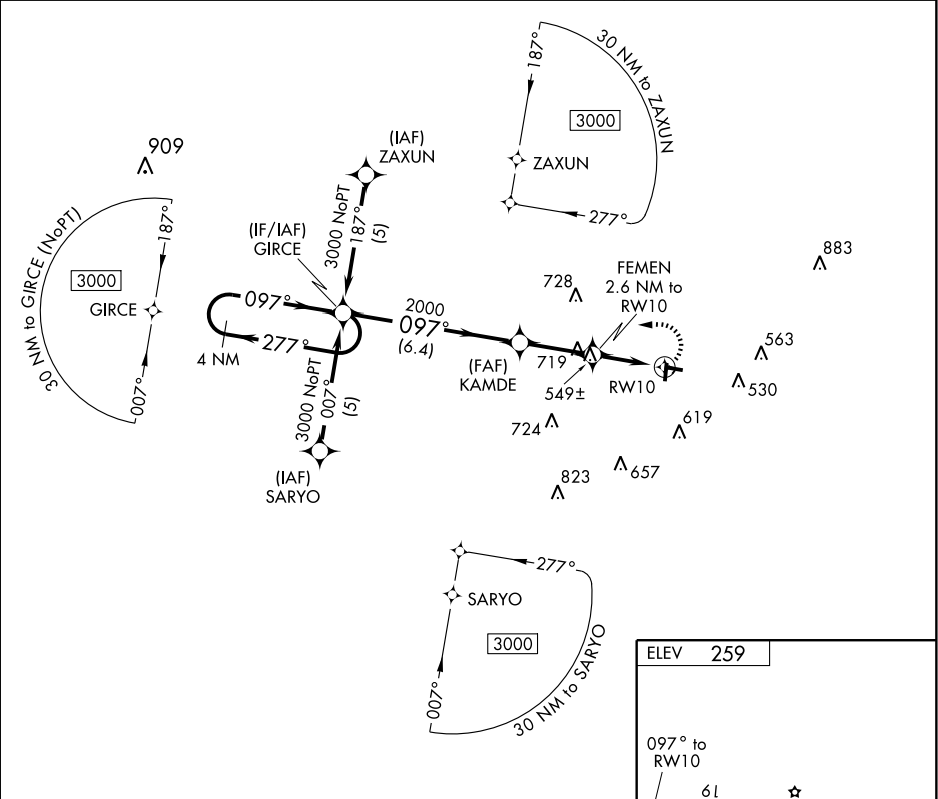 187°
30 NM to ZAXUN
3000
ZAXUN
277°
909
(IAF)
ZAXUN
3000 NoPT
187°
(5)
30 NM to GIRCE (NoPT)
187°
3000
GIRCE
007°
(IF/IAF)
GIRCE
097°
277°
4 NM
2000
097°
(6.4)
3000 NoPT
007°
(5)
(IAF)
SARYO
(FAF)
KAMDE
728
FEMEN
2.6 NM to
RW10
883
719
549±
RW10
563
530
724
619
657
823
277°
SARYO
3000
007°
30 NM to SARYO
ELEV 259
097° to
RW10
19